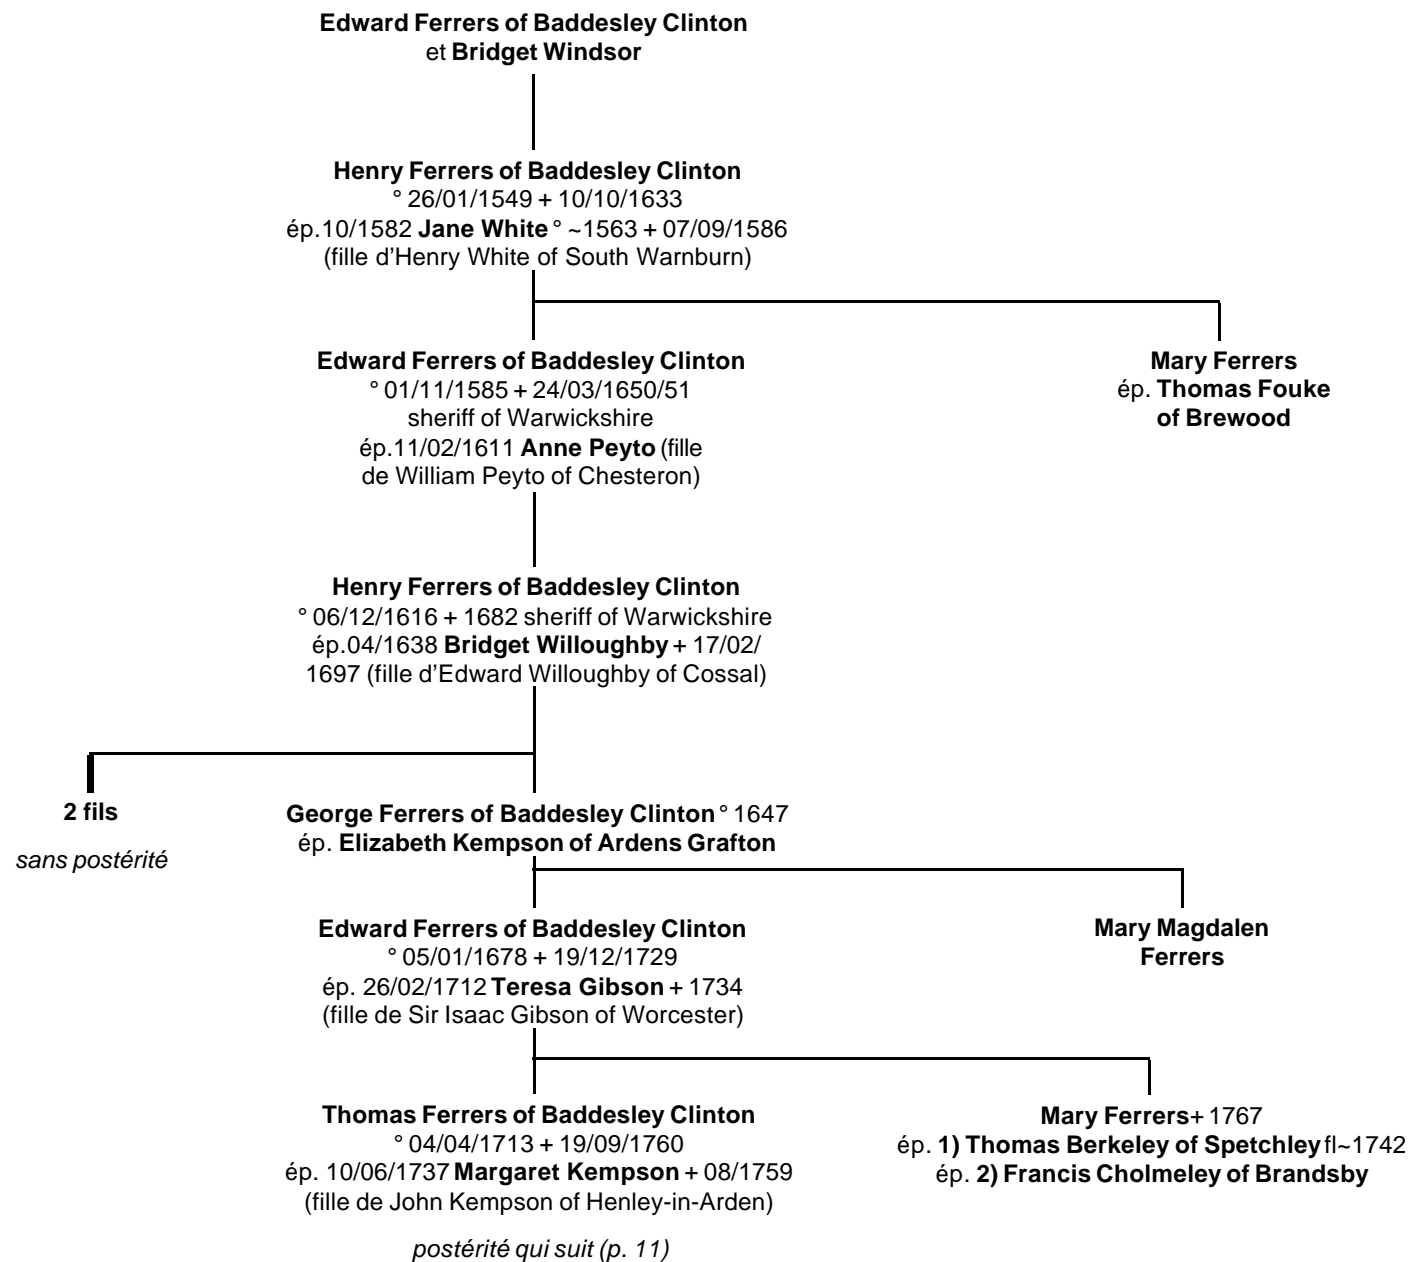 Edward Ferrers of Baddesley Clinton
et Bridget Windsor
Henry Ferrers of Baddesley Clinton
° 26/01/1549 + 10/10/1633
ép.10/1582 Jane White ° ~1563 + 07/09/1586
(fille d’Henry White of South Warnburn)
Edward Ferrers of Baddesley Clinton
° 01/11/1585 + 24/03/1650/51
sheriff of Warwickshire
ép.11/02/1611 Anne Peyto (fille
de William Peyto of Chesteron)
Mary Ferrers
ép. Thomas Fouke
of Brewood
Henry Ferrers of Baddesley Clinton
° 06/12/1616 + 1682 sheriff of Warwickshire
ép.04/1638 Bridget Willoughby + 17/02/
1697 (fille d’Edward Willoughby of Cossal)
2 fils
sans postérité
George Ferrers of Baddesley Clinton ° 1647
ép. Elizabeth Kempson of Ardens Grafton
Edward Ferrers of Baddesley Clinton
° 05/01/1678 + 19/12/1729
ép. 26/02/1712 Teresa Gibson + 1734
(fille de Sir Isaac Gibson of Worcester)
Mary Magdalen
Ferrers
Thomas Ferrers of Baddesley Clinton
° 04/04/1713 + 19/09/1760
ép. 10/06/1737 Margaret Kempson + 08/1759
(fille de John Kempson of Henley-in-Arden)
postérité qui suit (p. 11)
Mary Ferrers+ 1767
ép. 1) Thomas Berkeley of Spetchley fl~1742
ép. 2) Francis Cholmeley of Brandsby